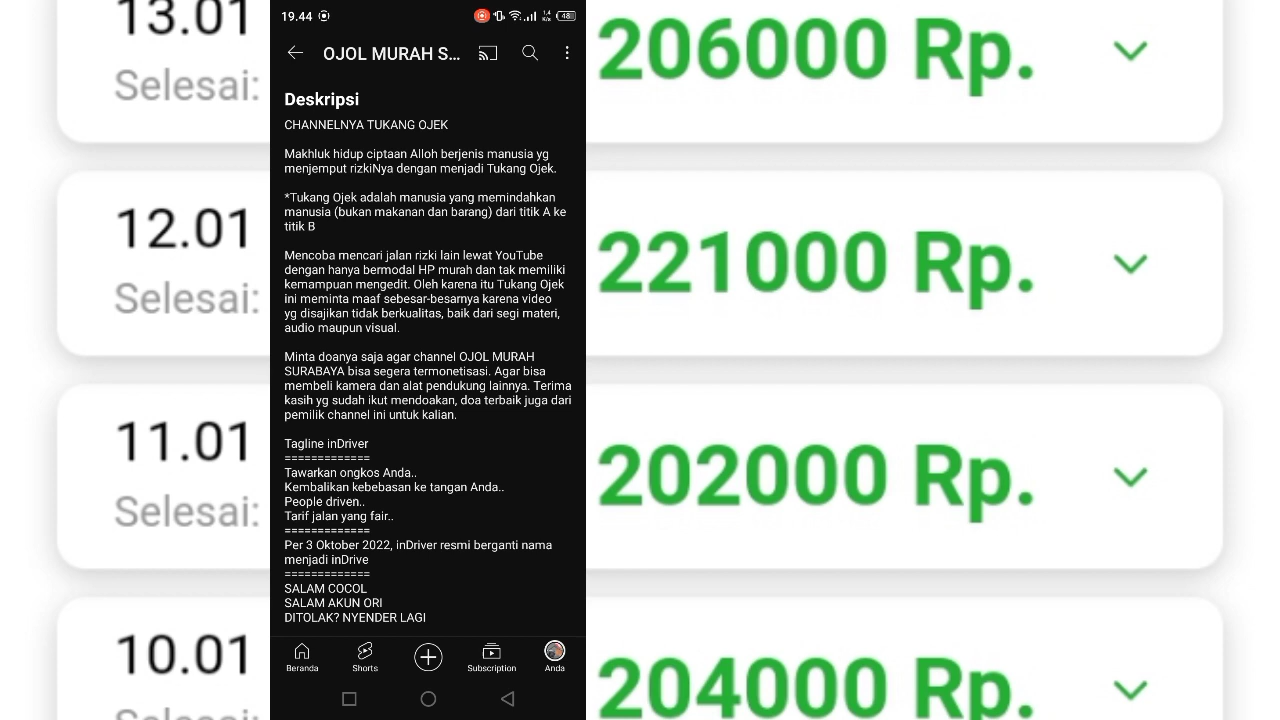 13.01
Selesai:
206000 Rp.
12.01
Selesai:
221000 Rp.
11.01
Selesai:
202000 Rp.
10.01
Selesai:
204000 Rp.
19.44
1,4
K/s
48
OJOL MURAH S...
Deskripsi
CHANNELNYA TUKANG OJEK
Makhluk hidup ciptaan Alloh berjenis manusia yg
menjemput rizkiNya dengan menjadi Tukang Ojek.
*Tukang Ojek adalah manusia yang memindahkan
manusia (bukan makanan dan barang) dari titik A ke
titik B
Mencoba mencari jalan rizki lain lewat YouTube
dengan hanya bermodal HP murah dan tak memiliki
kemampuan mengedit. Oleh karena itu Tukang Ojek
ini meminta maaf sebesar-besarnya karena video
yg disajikan tidak berkualitas, baik dari segi materi,
audio maupun visual.
Minta doanya saja agar channel OJOL MURAH
SURABAYA bisa segera termonetisasi. Agar bisa
membeli kamera dan alat pendukung lainnya. Terima
kasih yg sudah ikut mendoakan, doa terbaik juga dari
pemilik channel ini untuk kalian.
Tagline inDriver
=============
Tawarkan ongkos Anda..
Kembalikan kebebasan ke tangan Anda..
People driven..
Tarif jalan yang fair..
=============
Per 3 Oktober 2022, inDriver resmi berganti nama
menjadi inDrive
=============
SALAM COCOL
SALAM AKUN ORI
DITOLAK? NYENDER LAGI
Beranda
Shorts
Subscription
Anda